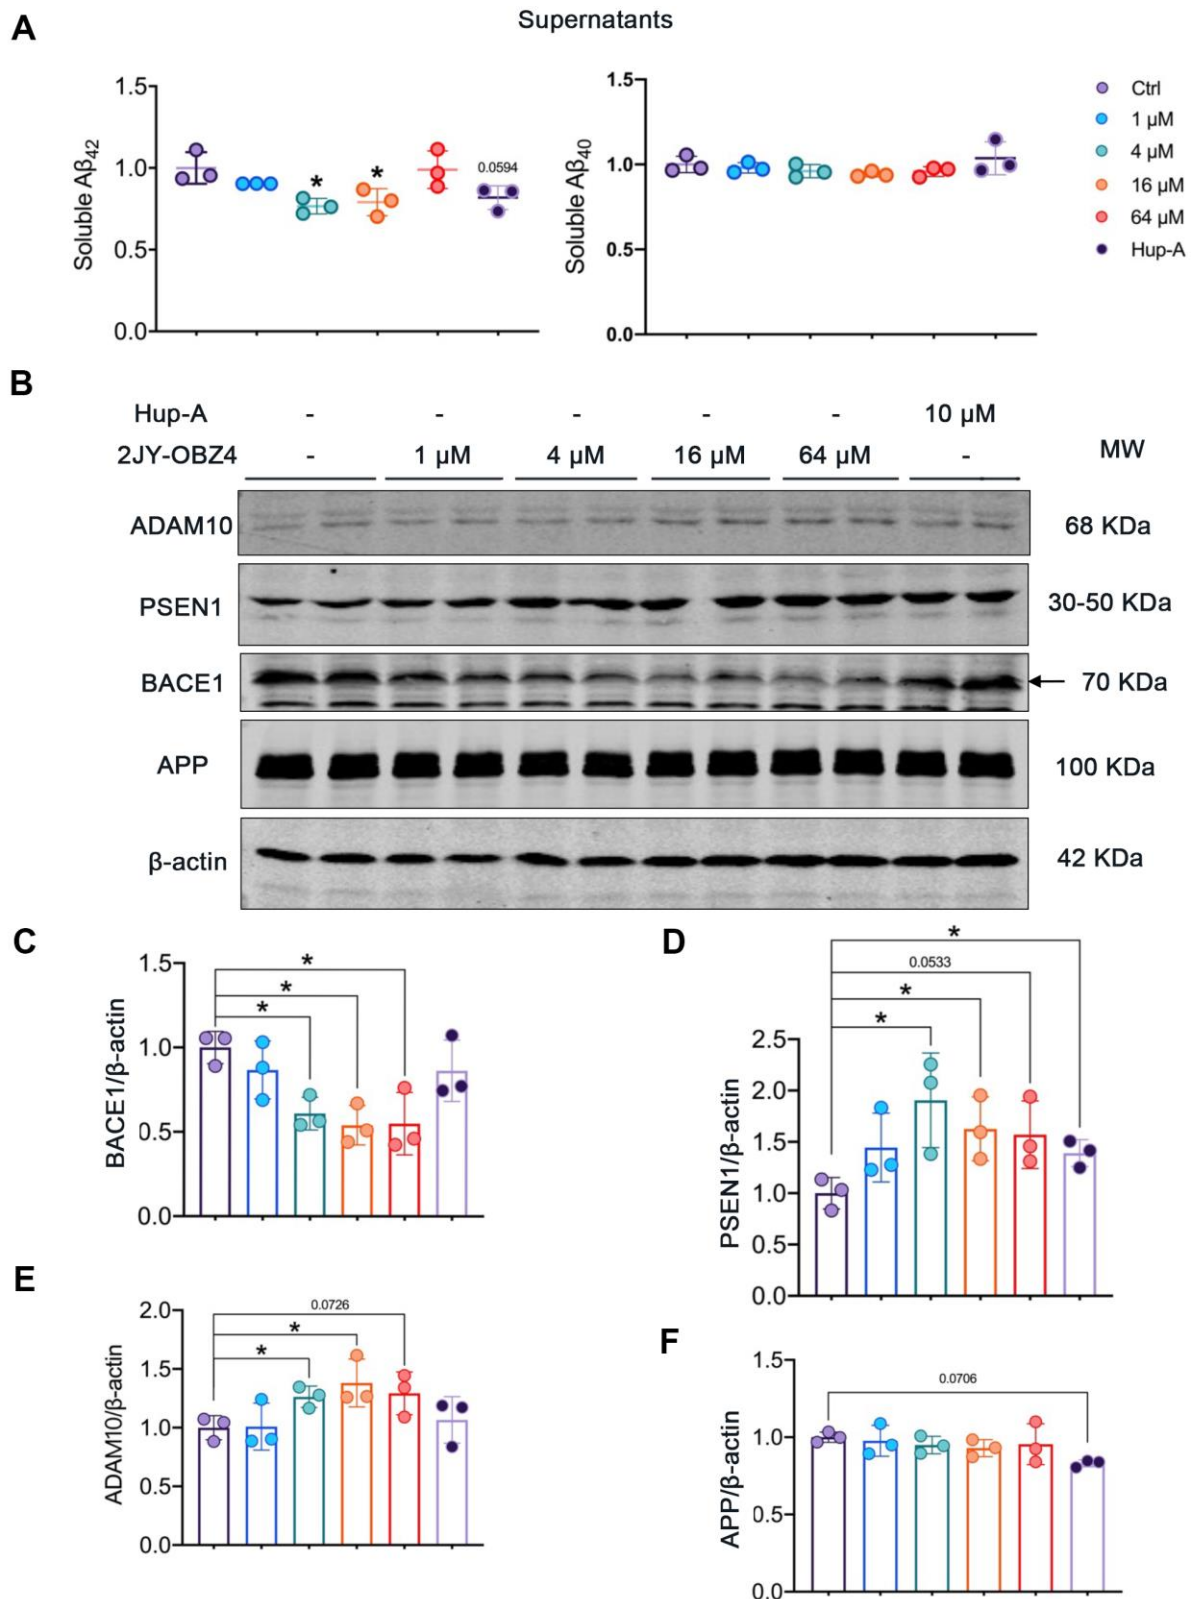 Supernatants
A
Soluble Aβ42
1.5
1.0
0.5
0.0
*
*
0.0594
Soluble Aβ40
1.5
1.0
0.5
0.0
Ctrl
1 μM
4 μM
16 μM
64 μM
Hup-A
B
Hup-A - - - - - 10 μM
2JY-OBZ4 - 1 μM 4 μM 16 μM 64 μM - MW
ADAM10 68 KDa
PSEN1 30-50 KDa
BACE1 70 KDa
APP 100 KDa
β-actin 42 KDa
C
BACE1/β-actin
1.5
1.0
0.5
0.0
*
*
*
D
PSEN1/β-actin
2.5
2.0
1.5
1.0
0.5
0.0
*
0.0533
*
*
E
ADAM10/β-actin
2.0
1.5
1.0
0.5
0.0
0.0726
*
*
F
APP/β-actin
1.5
1.0
0.5
0.0
0.0706